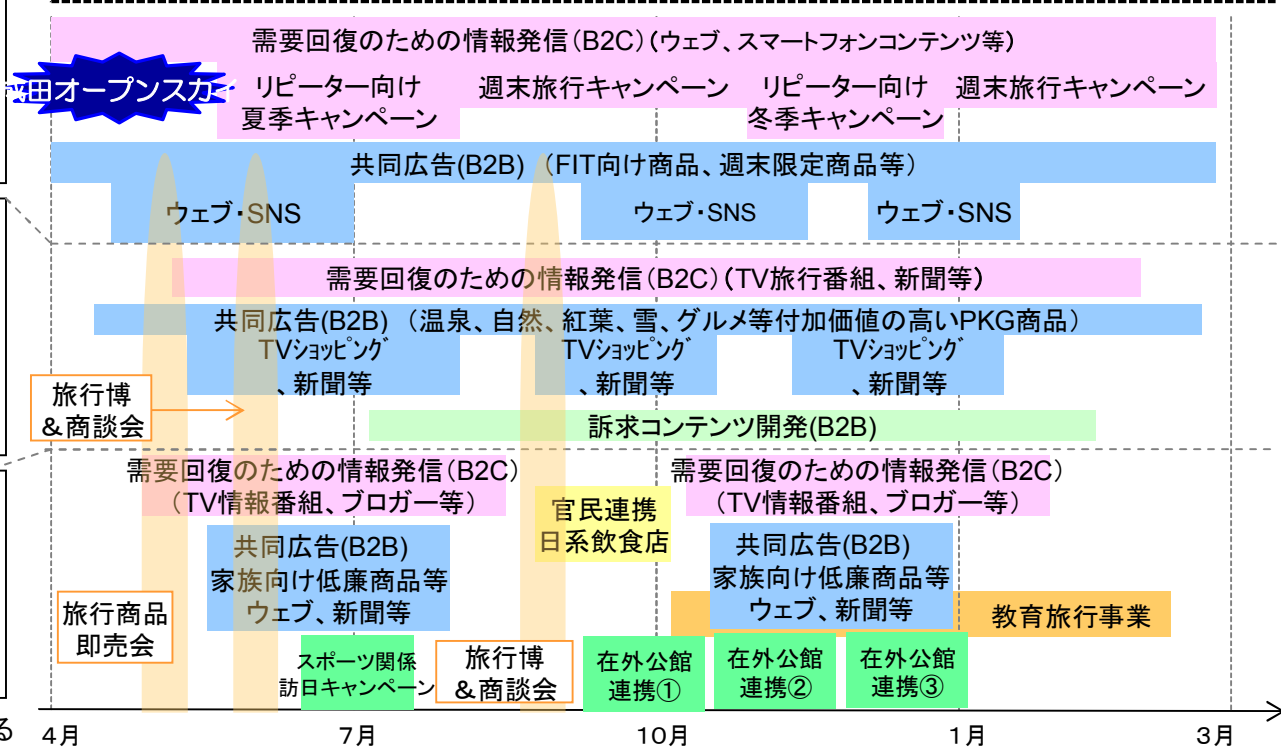 需要回復のための情報発信(B2C)(ウェブ、スマートフォンコンテンツ等)
田オープンスカイ
リピーター向け
夏季キャンペーン
週末旅行キャンペーン
リピーター向け
冬季キャンペーン
週末旅行キャンペーン
共同広告(B2B) (FIT向け商品、週末限定商品等)
ウェブ・SNS
ウェブ・SNS
ウェブ・SNS
需要回復のための情報発信(B2C)(TV旅行番組、新聞等)
共同広告(B2B) (温泉、自然、紅葉、雪、グルメ等付加価値の高いPKG商品)
TVショッピング
、新聞等
TVショッピング
、新聞等
TVショッピング
、新聞等
旅行博
&商談会
訴求コンテンツ開発(B2B)
需要回復のための情報発信(B2C)
(TV情報番組、ブロガー等)
官民連携
日系飲食店
需要回復のための情報発信(B2C)
(TV情報番組、ブロガー等)
共同広告(B2B)
家族向け低廉商品等
ウェブ、新聞等
共同広告(B2B)
家族向け低廉商品等
ウェブ、新聞等
旅行商品
即売会
教育旅行事業
スポーツ関係
訪日キャンペーン
旅行博
&商談会
在外公館
連携①
在外公館
連携②
在外公館
連携③
る
4月
7月
10月
1月
3月